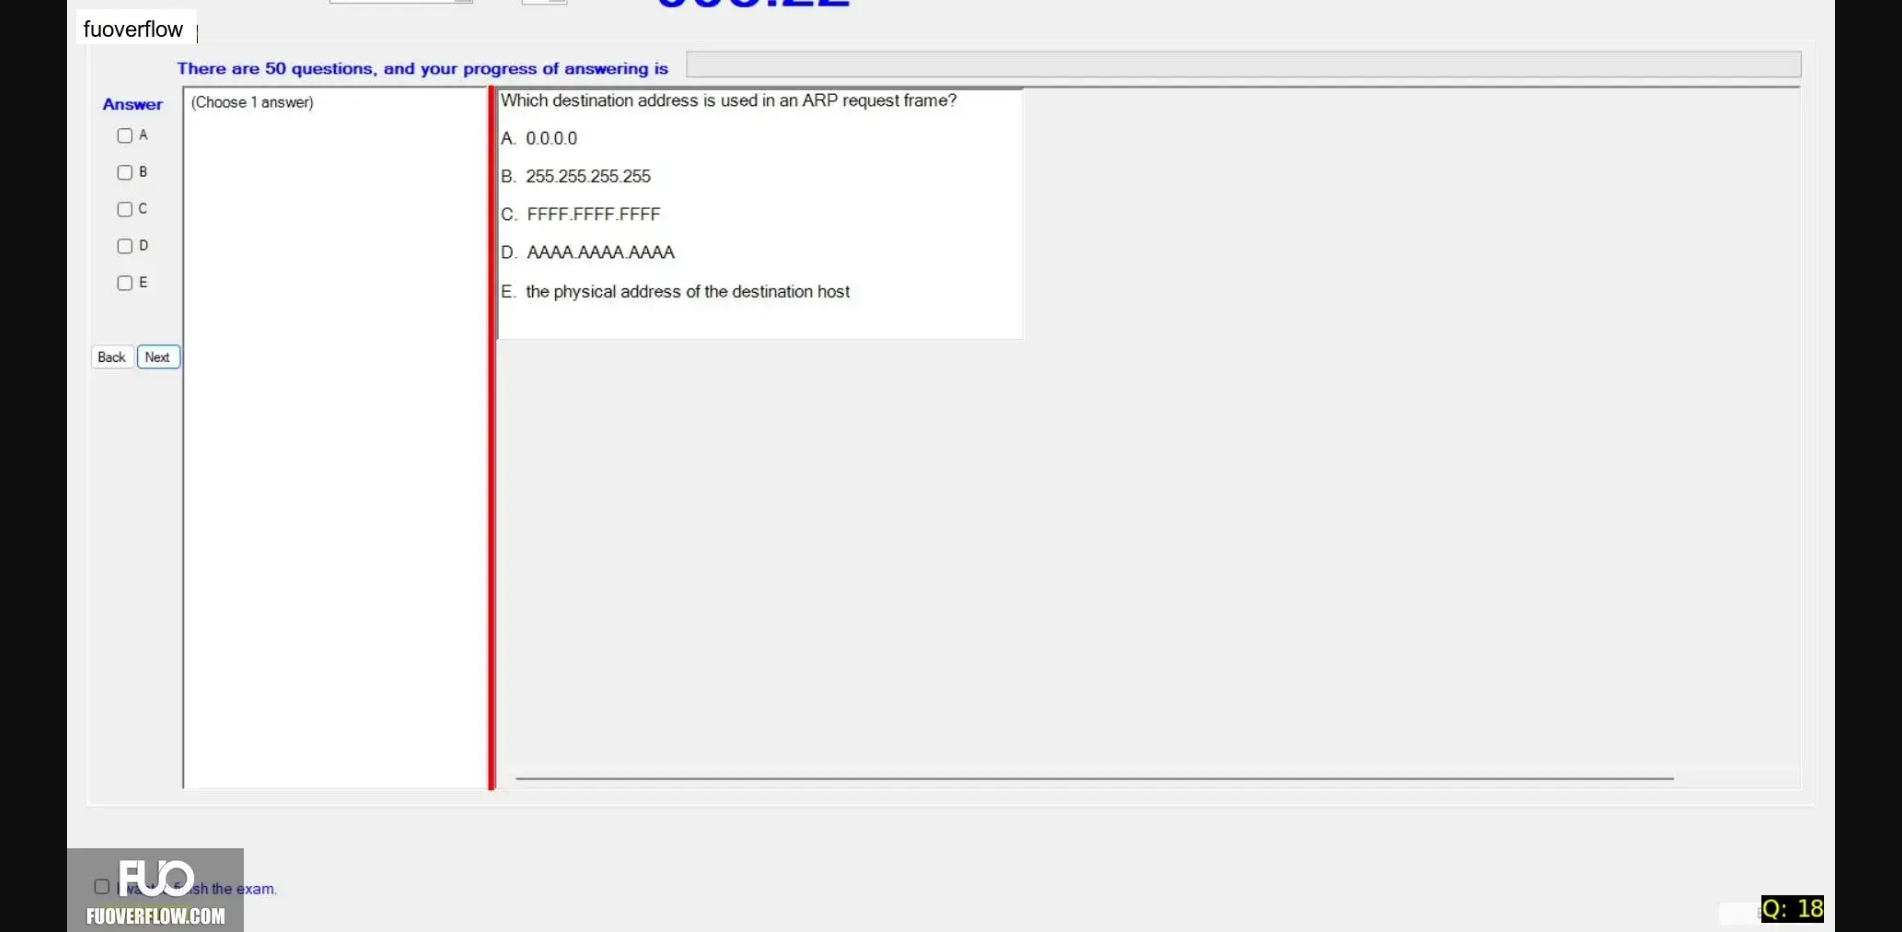 fuoverflow
There are 50 questions, and your progress of answering is
Answer
(Choose 1 answer)
A
B
C
D
E
Back
Next
Which destination address is used in an ARP request frame?
A. 0.0.0.0
B. 255.255.255.255
C. FFFF.FFFF.FFFF
D. AAAA.AAAA.AAAA
E. the physical address of the destination host
FUO
the exam.
FUOVERFLOW.COM
Q: 18